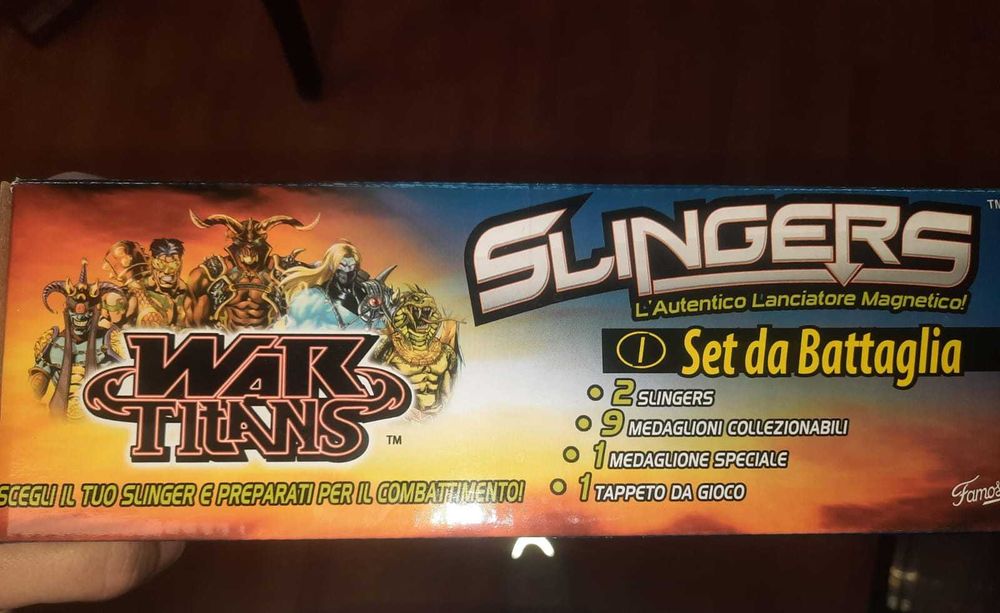 SLINGERS
TM
L'Autentico Lanciatore Magnetico!
WAR
TITANS
TM
I Set da Battaglia
• 2 SLINGERS
• 9 MEDAGLIONI COLLEZIONABILI
• 1 MEDAGLIONE SPECIALE
• 1 TAPPETO DA GIOCO
SCEGLI IL TUO SLINGER E PREPARATI PER IL COMBATTIMENTO!